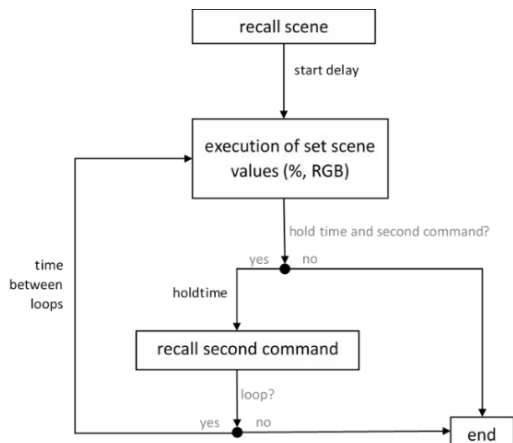 recall scene
start delay
execution of set scene
values (%, RGB)
hold time and second command?
yes
no
time
between
loops
holdtime
recall second command
loop?
yes
no
end